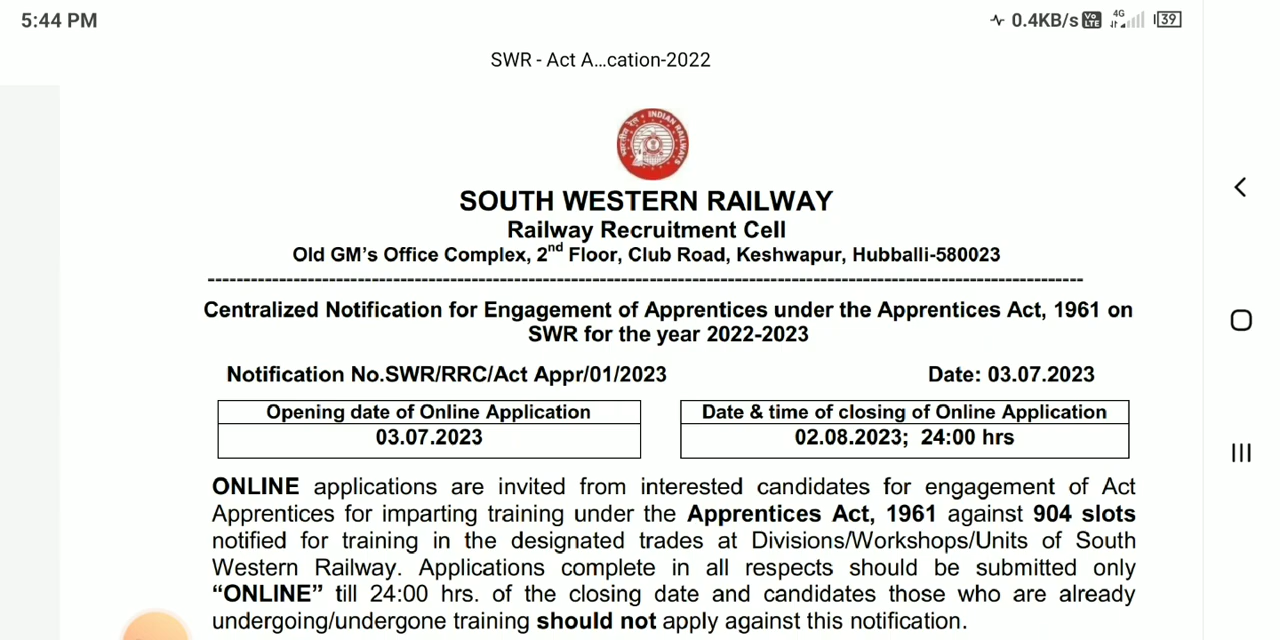 5:44 PM
0.4KB/s Vo LTE 4G 39
SWR - Act A...cation-2022
INDIAN RAILWAYS
SOUTH WESTERN RAILWAY
Railway Recruitment Cell
Old GM's Office Complex, 2nd Floor, Club Road, Keshwapur, Hubballi-580023
Centralized Notification for Engagement of Apprentices under the Apprentices Act, 1961 on
SWR for the year 2022-2023
Notification No.SWR/RRC/Act Appr/01/2023 Date: 03.07.2023
Opening date of Online Application
03.07.2023
Date & time of closing of Online Application
02.08.2023; 24:00 hrs
ONLINE applications are invited from interested candidates for engagement of Act
Apprentices for imparting training under the Apprentices Act, 1961 against 904 slots
notified for training in the designated trades at Divisions/Workshops/Units of South
Western Railway. Applications complete in all respects should be submitted only
“ONLINE” till 24:00 hrs. of the closing date and candidates those who are already
undergoing/undergone training should not apply against this notification.